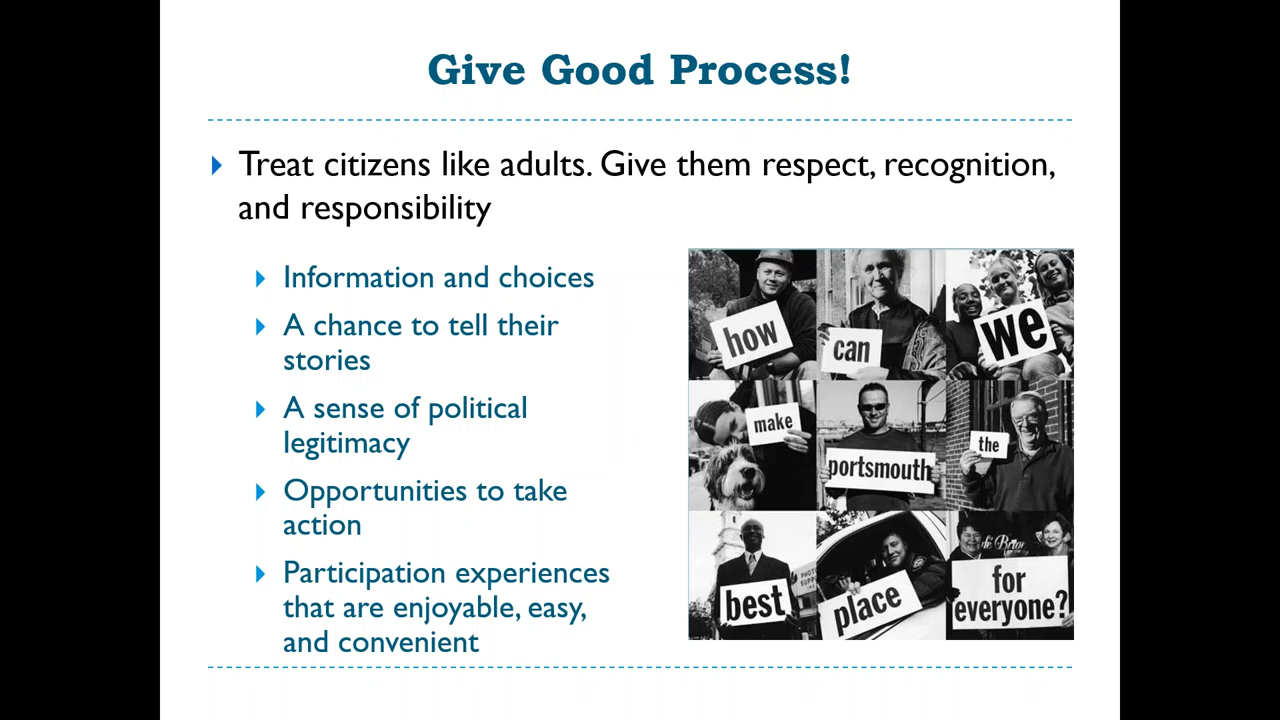 Give Good Process!
Treat citizens like adults. Give them respect, recognition,
and responsibility
Information and choices
A chance to tell their
stories
A sense of political
legitimacy
Opportunities to take
action
Participation experiences
that are enjoyable, easy,
and convenient
how
can
we
make
portsmouth
the
best
place
for
everyone?